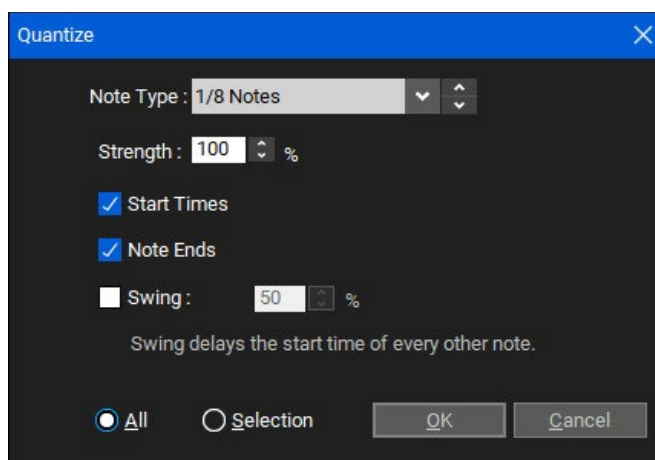 Quantize
Note Type : 1/8 Notes
Strength : 100 %
Start Times
Note Ends
Swing : 50 %
Swing delays the start time of every other note.
All Selection OK Cancel